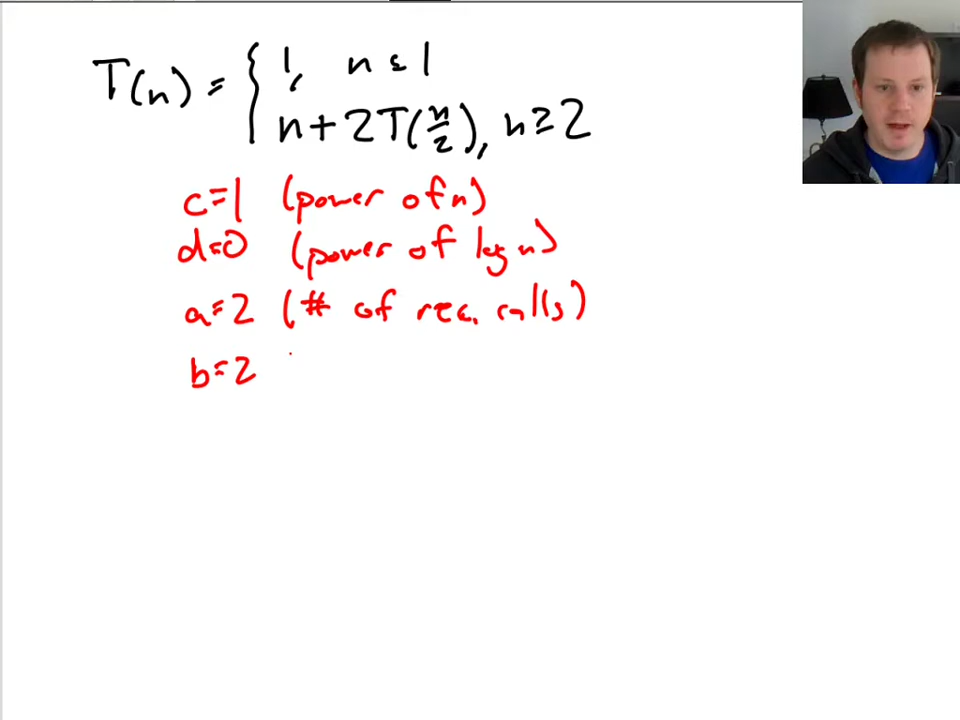 T(n) = { 1, n ≤ 1
n + 2T(n/2), n ≥ 2
c=1 (power of n)
d=0 (power of log n)
a=2 (# of rec. calls)
b=2